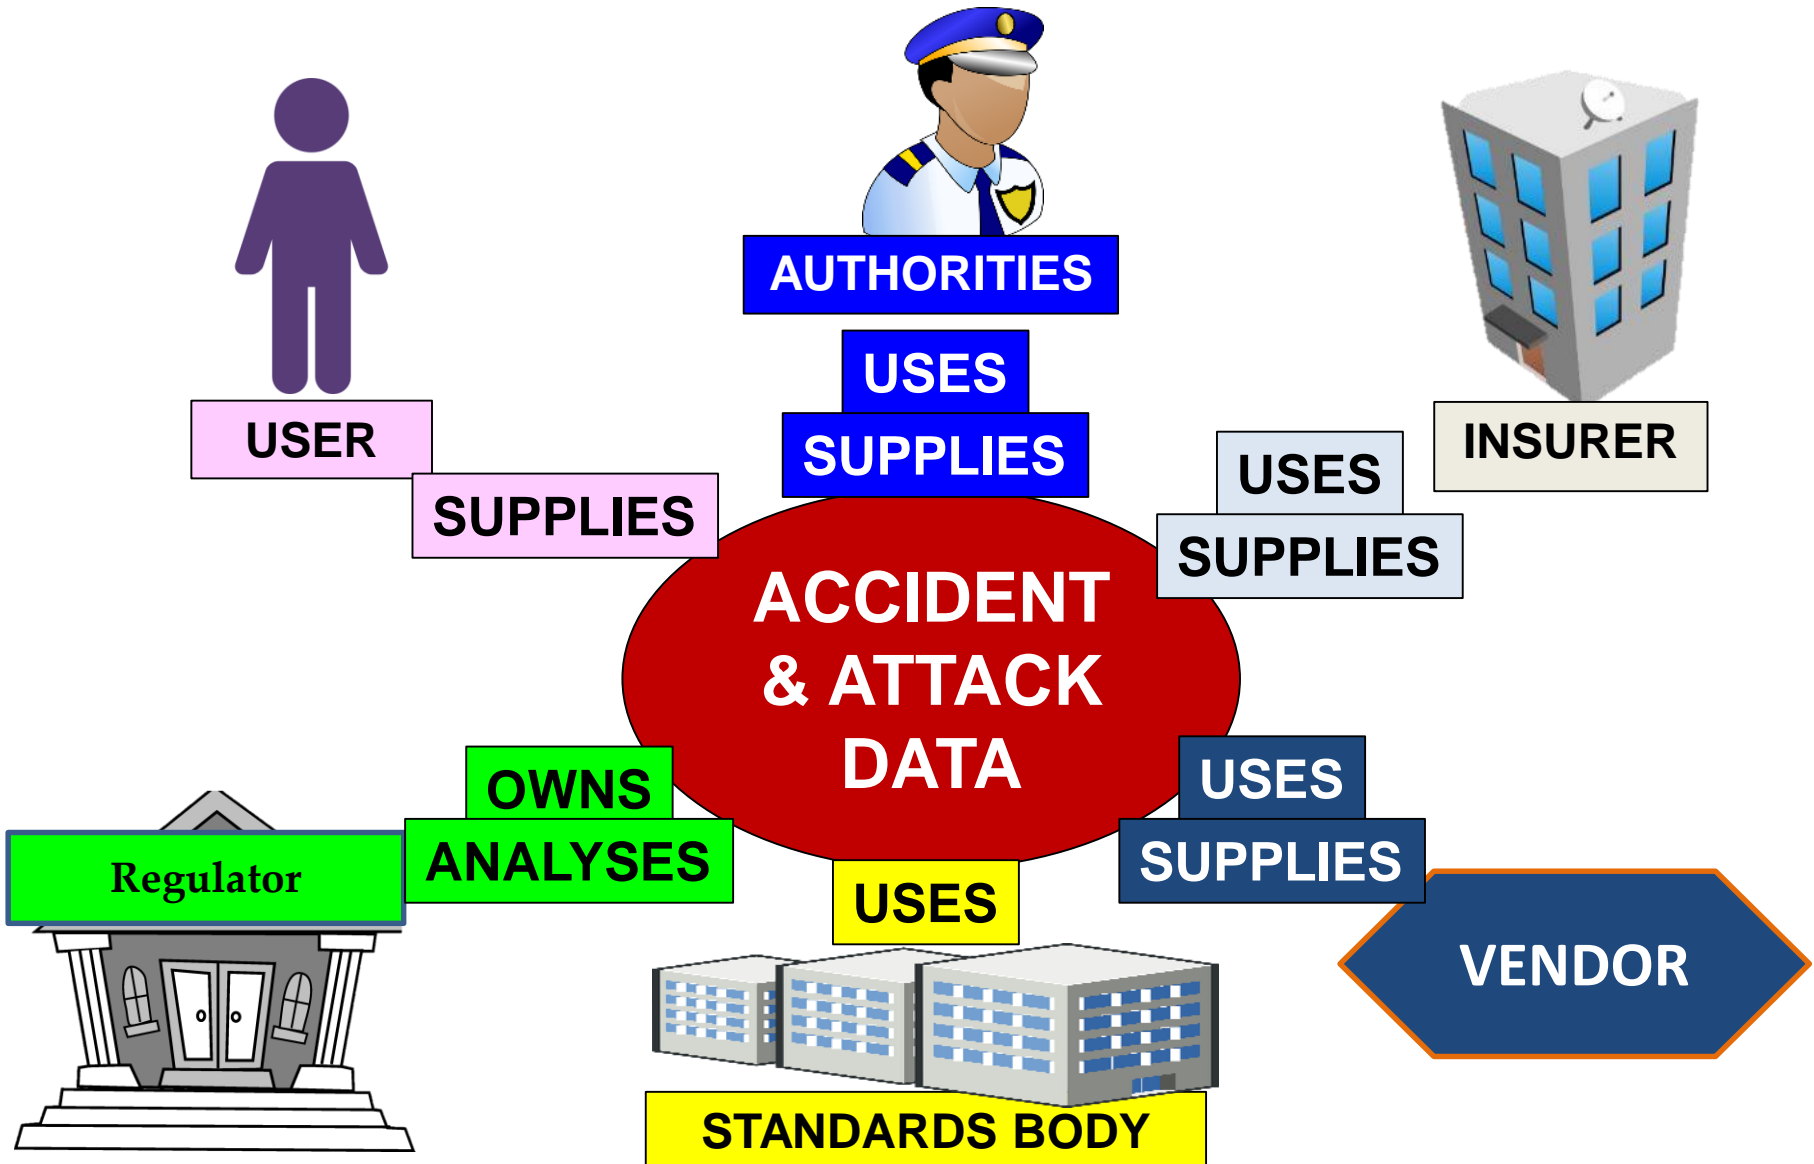 AUTHORITIES
USES
SUPPLIES
USER
SUPPLIES
INSURER
USES
SUPPLIES
ACCIDENT
& ATTACK
DATA
OWNS
ANALYSES
Regulator
USES
SUPPLIES
VENDOR
USES
STANDARDS BODY